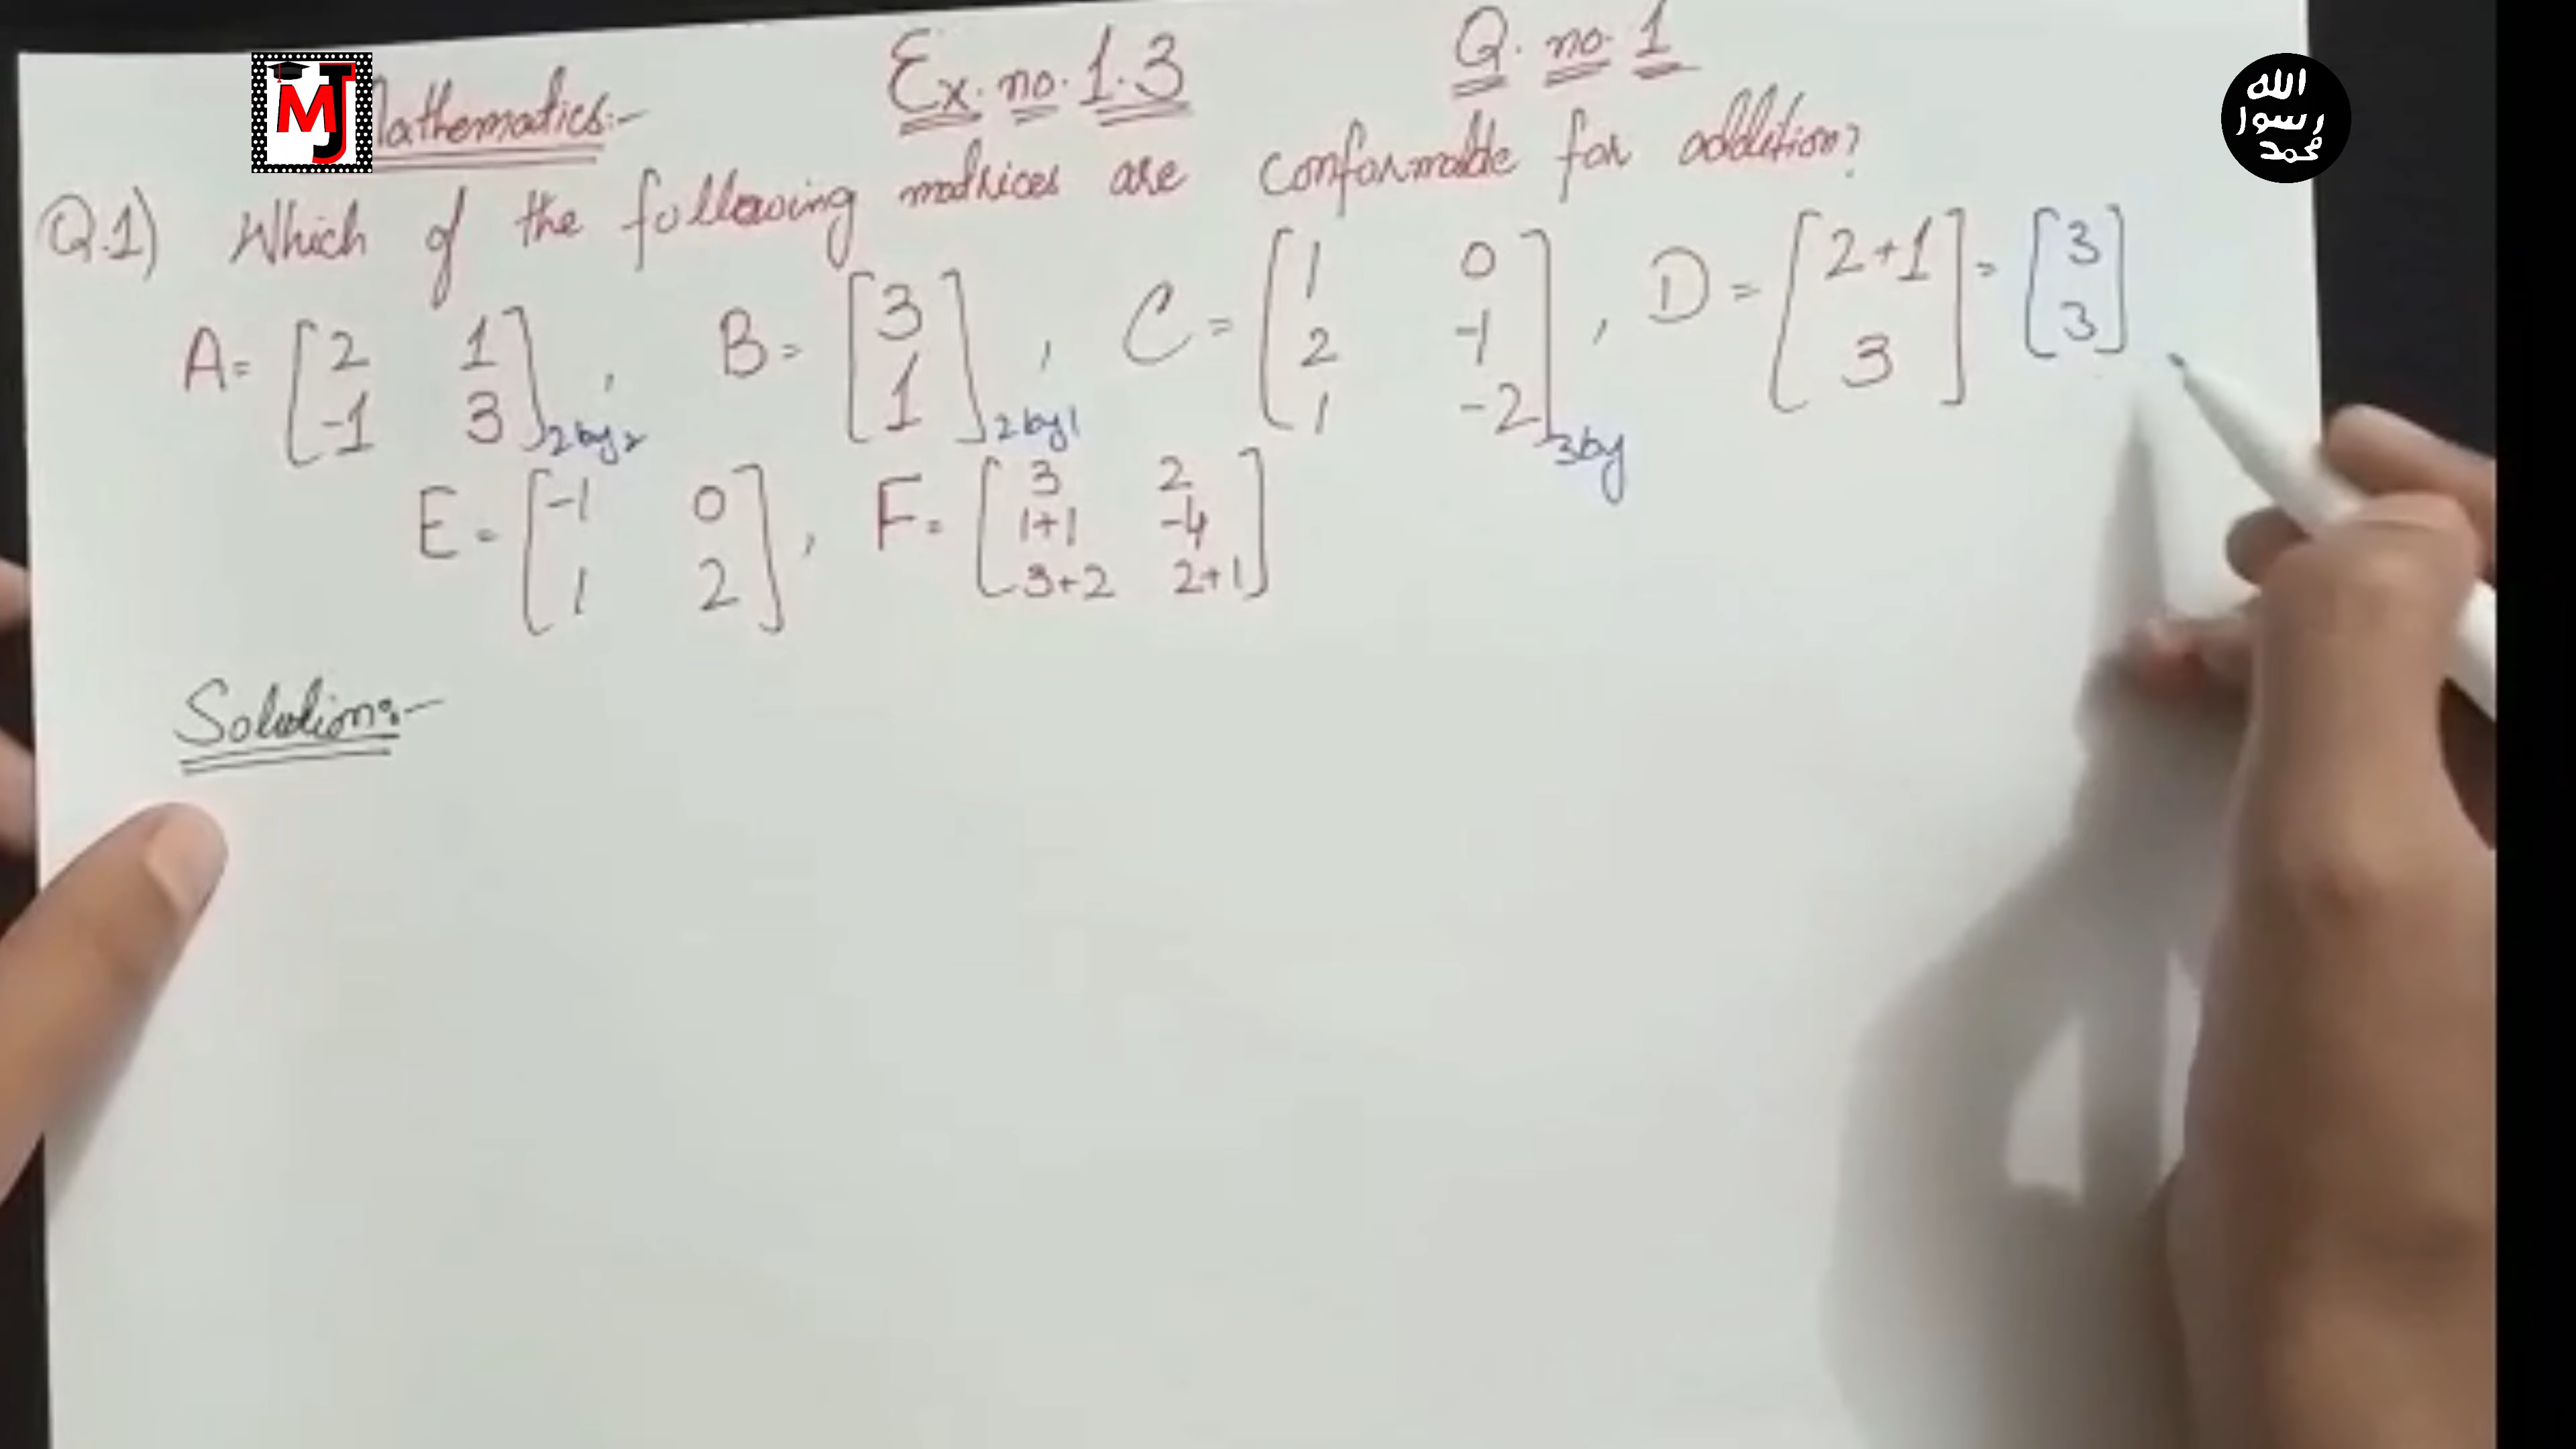 MJ
Mathematics:-
Ex. no. 1.3
Q. no. 1
الله
رسول
محمد
Q.1) Which of the following matrices are conformable for addition?
A= [2 1
-1 3] 2 by 2 ,
B= [3
1] 2 by 1 ,
C= [1 0
2 -1
1 -2] 3 by ,
D= [2+1
3] = [3
3]
E= [-1 0
1 2] ,
F= [3 2
1+1 -4
3+2 2+1]
Solution:-